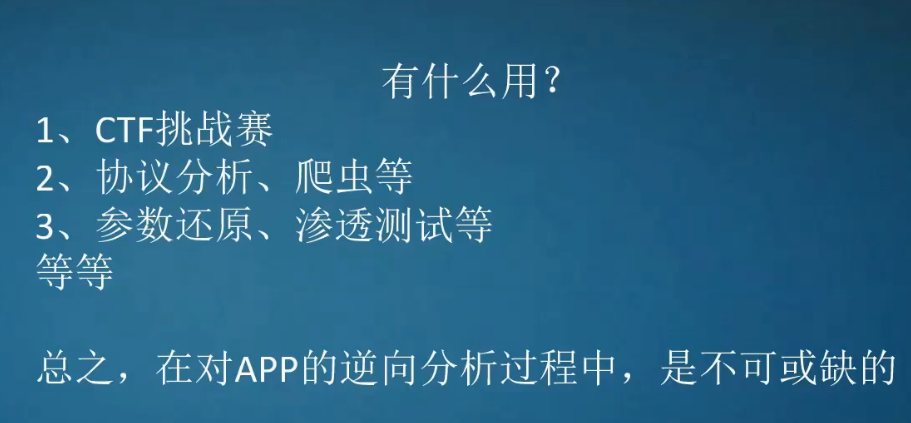 有什么用？
1、CTF挑战赛
2、协议分析、爬虫等
3、参数还原、渗透测试等
等等
总之，在对APP的逆向分析过程中，是不可或缺的